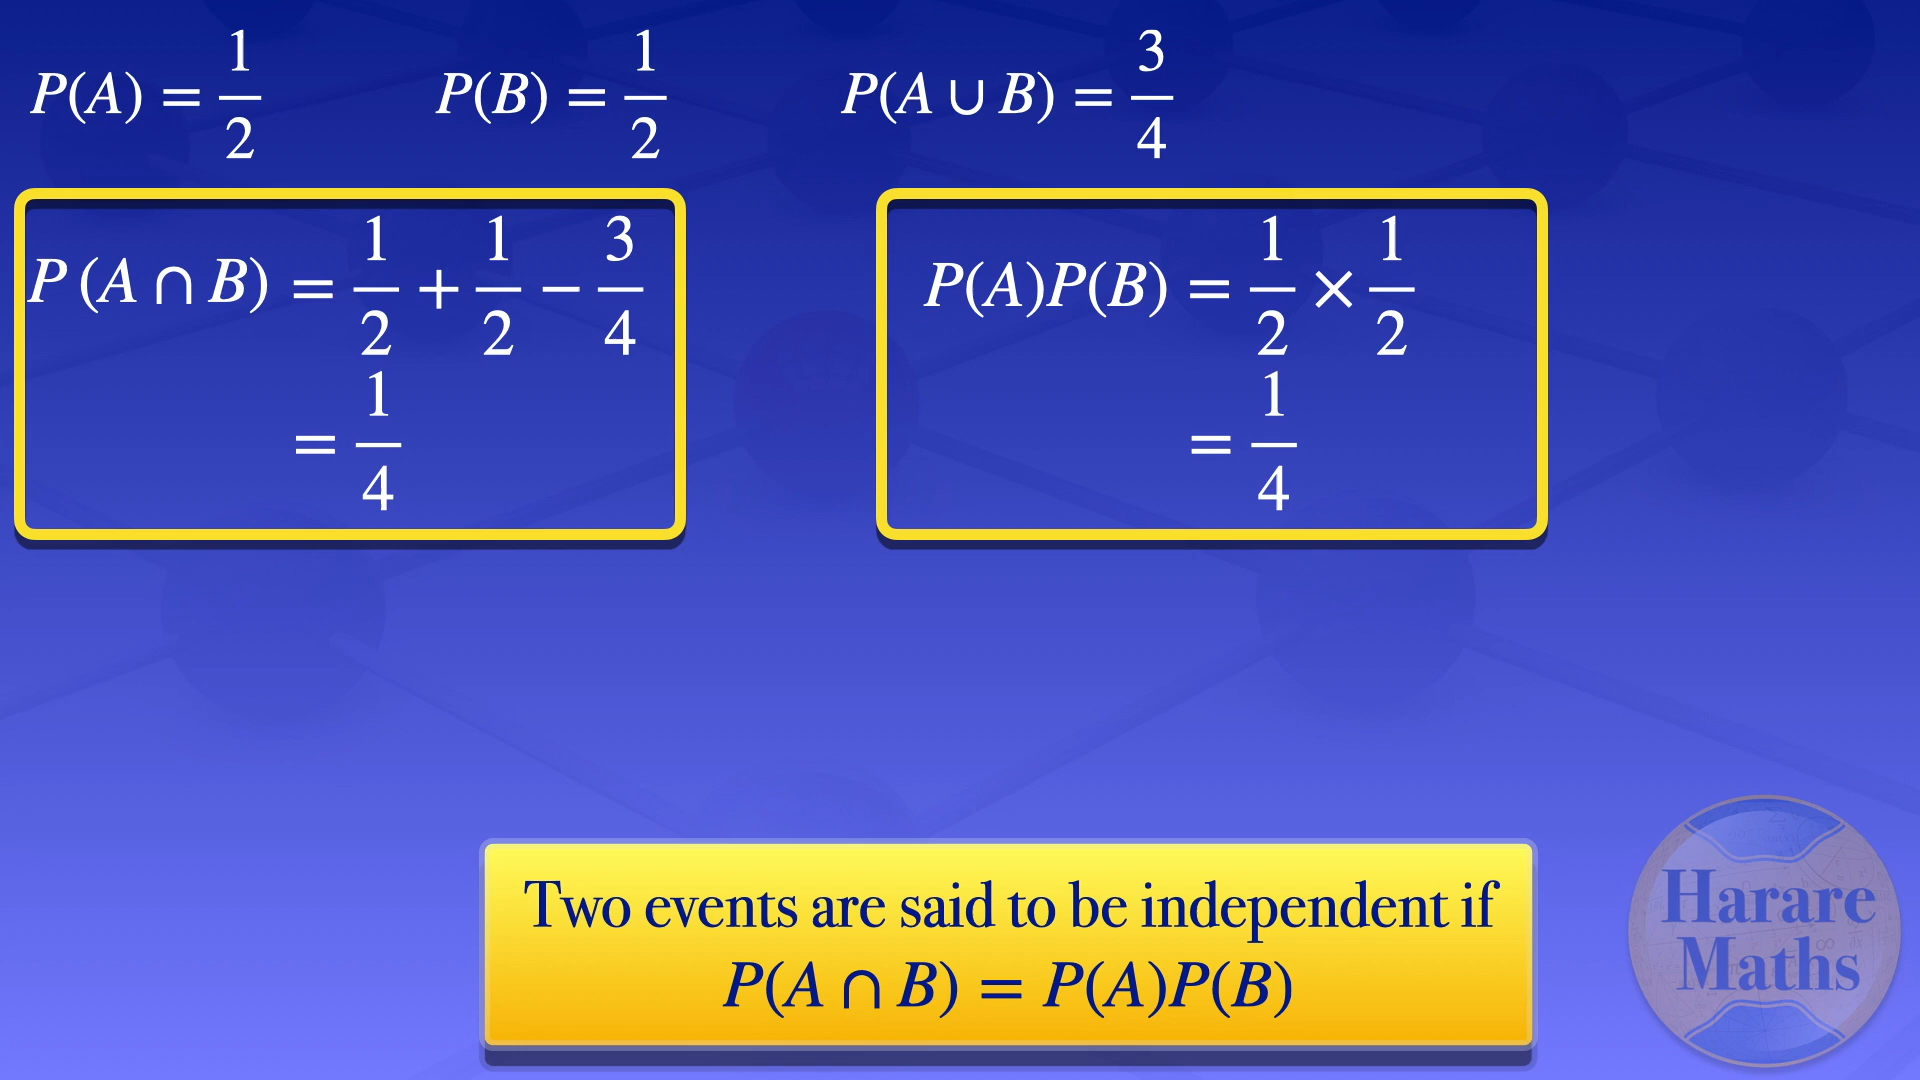 P(A) = 1/2 P(B) = 1/2 P(A ∪ B) = 3/4
P (A ∩ B) = 1/2 + 1/2 − 3/4
= 1/4
P(A)P(B) = 1/2 × 1/2
= 1/4
Two events are said to be independent if
P(A ∩ B) = P(A)P(B)
Harare
Maths